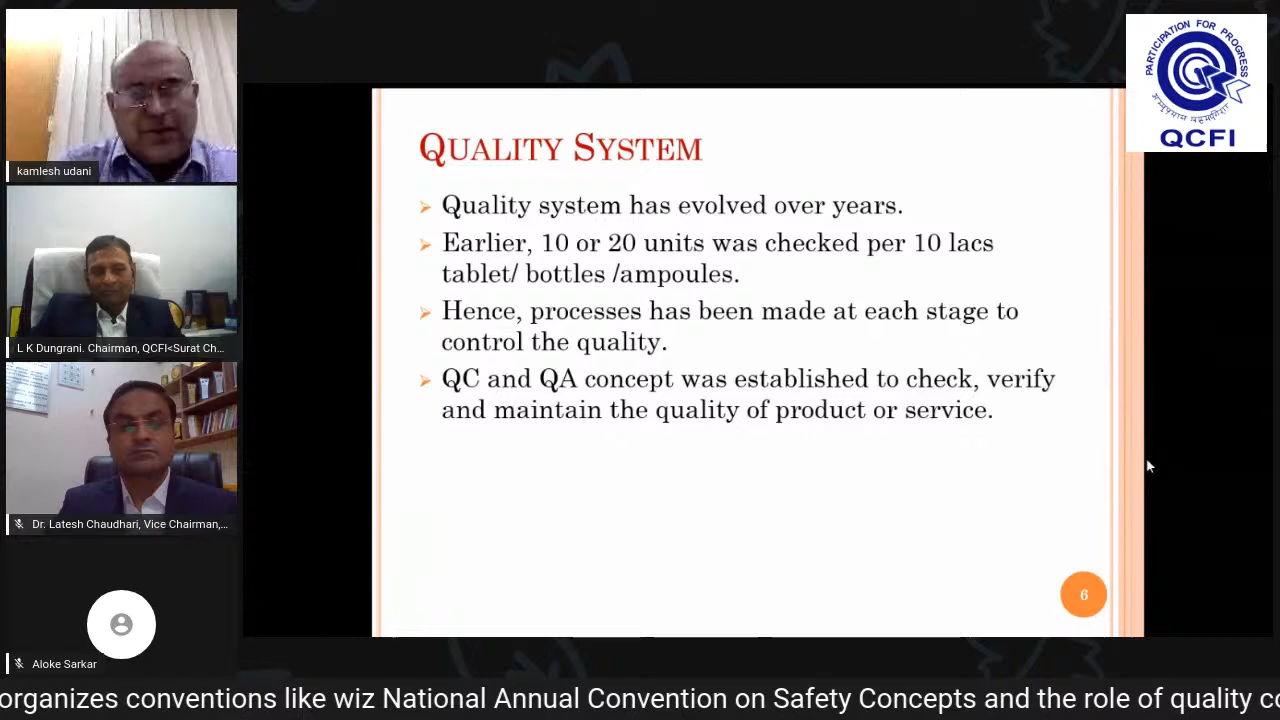 kamlesh udani
L K Dungrani. Chairman, QCFI<Surat Ch...
Dr. Latesh Chaudhari, Vice Chairman,...
Aloke Sarkar
QUALITY SYSTEM
Quality system has evolved over years.
Earlier, 10 or 20 units was checked per 10 lacs
tablet/ bottles /ampoules.
Hence, processes has been made at each stage to
control the quality.
QC and QA concept was established to check, verify
and maintain the quality of product or service.
6
PARTICIPATION FOR PROGRESS
QCFI
organizes conventions like wiz National Annual Convention on Safety Concepts and the role of quality